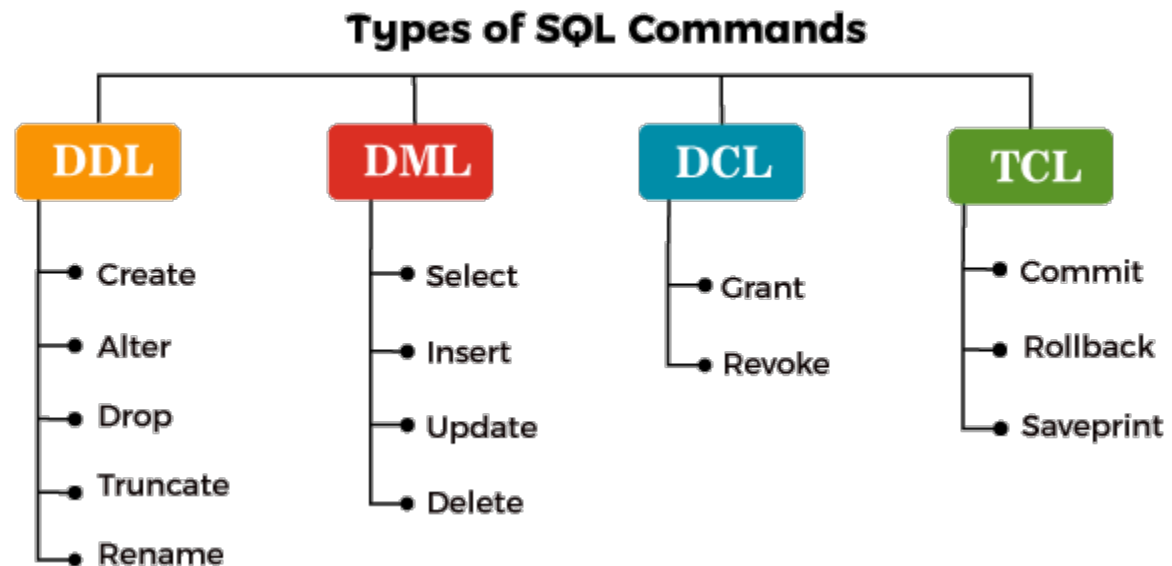 Types of SQL Commands
DDL
Create
Alter
Drop
Truncate
Rename
DML
Select
Insert
Update
Delete
DCL
Grant
Revoke
TCL
Commit
Rollback
Saveprint